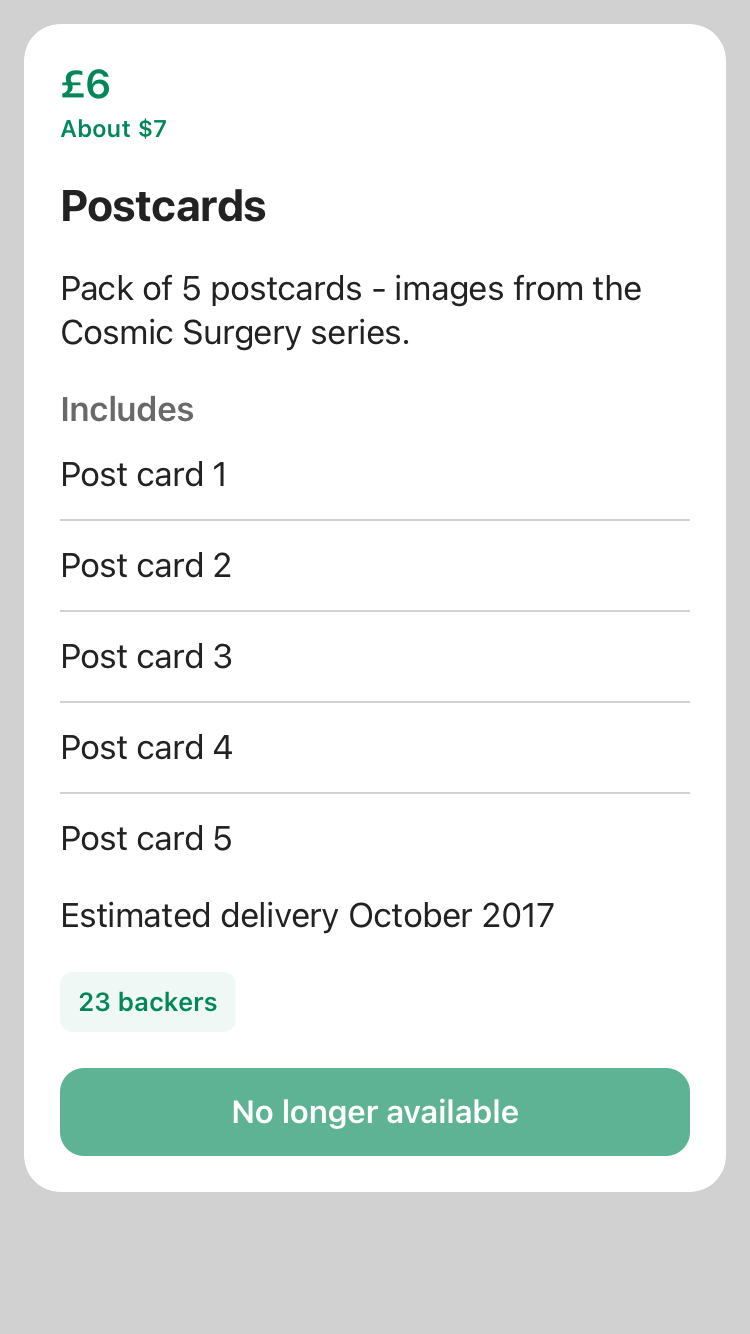 £6
About $7
Postcards
Pack of 5 postcards - images from the
Cosmic Surgery series.
Includes
Post card 1
Post card 2
Post card 3
Post card 4
Post card 5
Estimated delivery October 2017
23 backers
No longer available